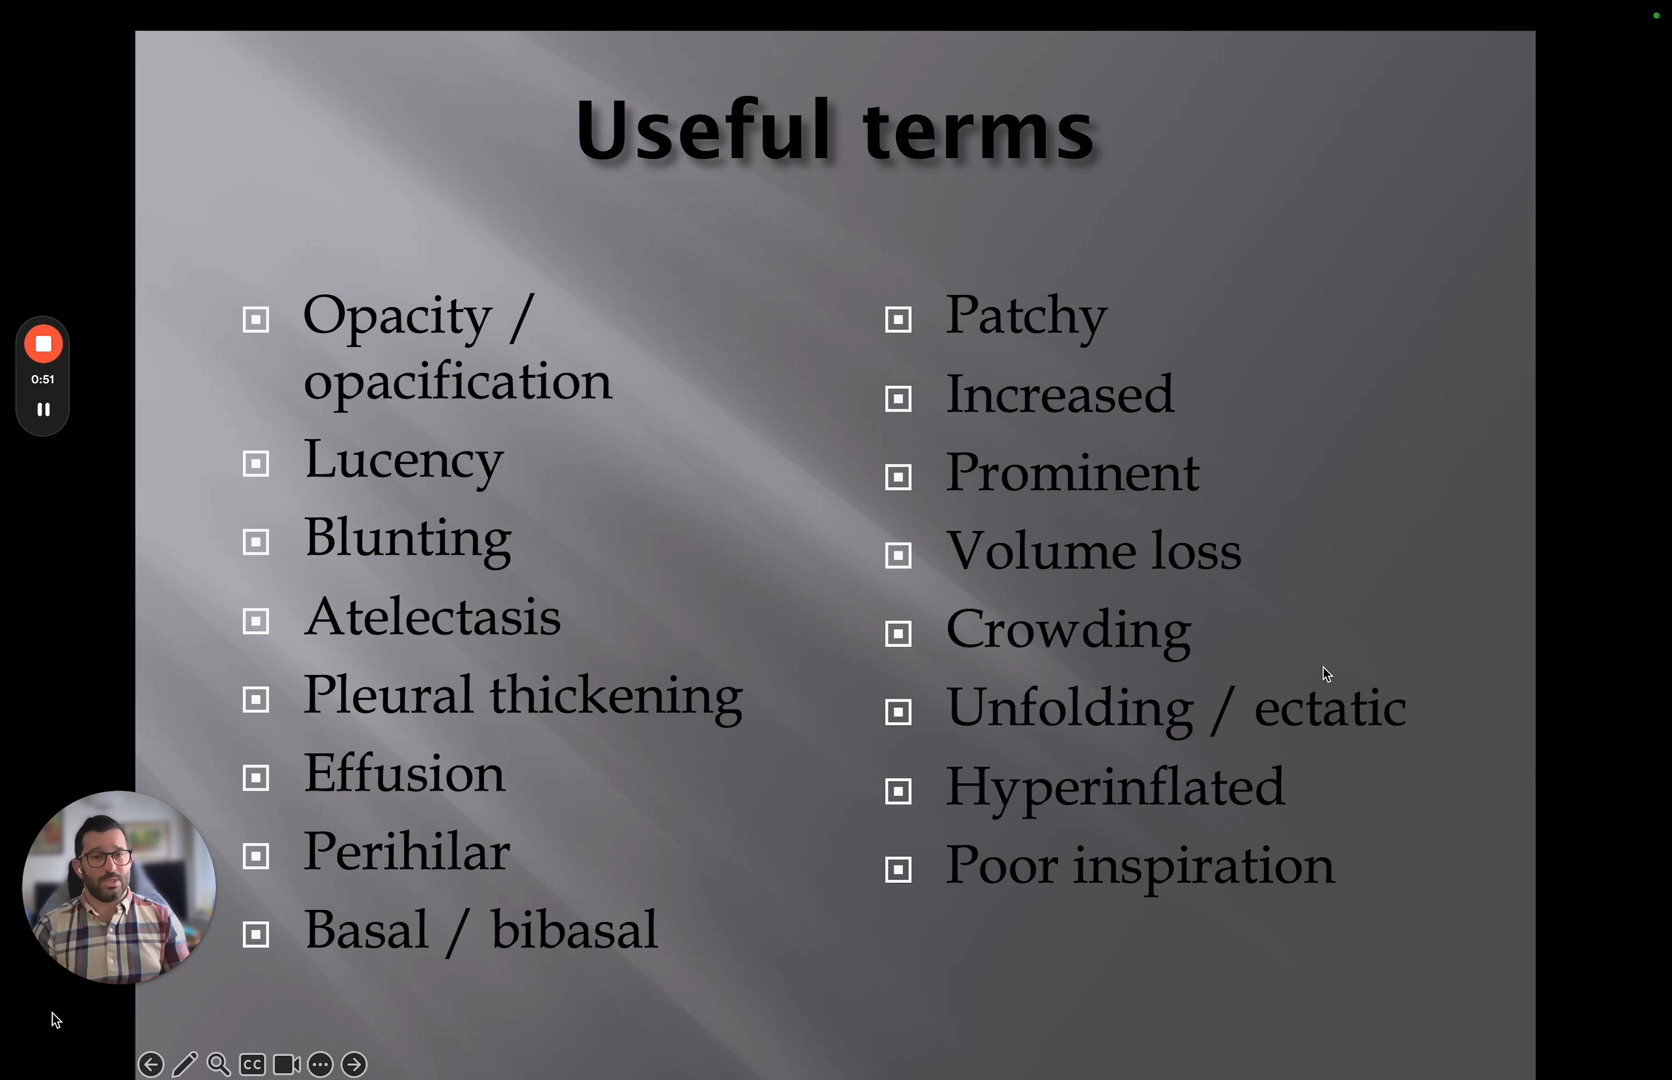 Useful terms
Opacity /
opacification
Lucency
Blunting
Atelectasis
Pleural thickening
Effusion
Perihilar
Basal / bibasal
Patchy
Increased
Prominent
Volume loss
Crowding
Unfolding / ectatic
Hyperinflated
Poor inspiration
0:51
CC